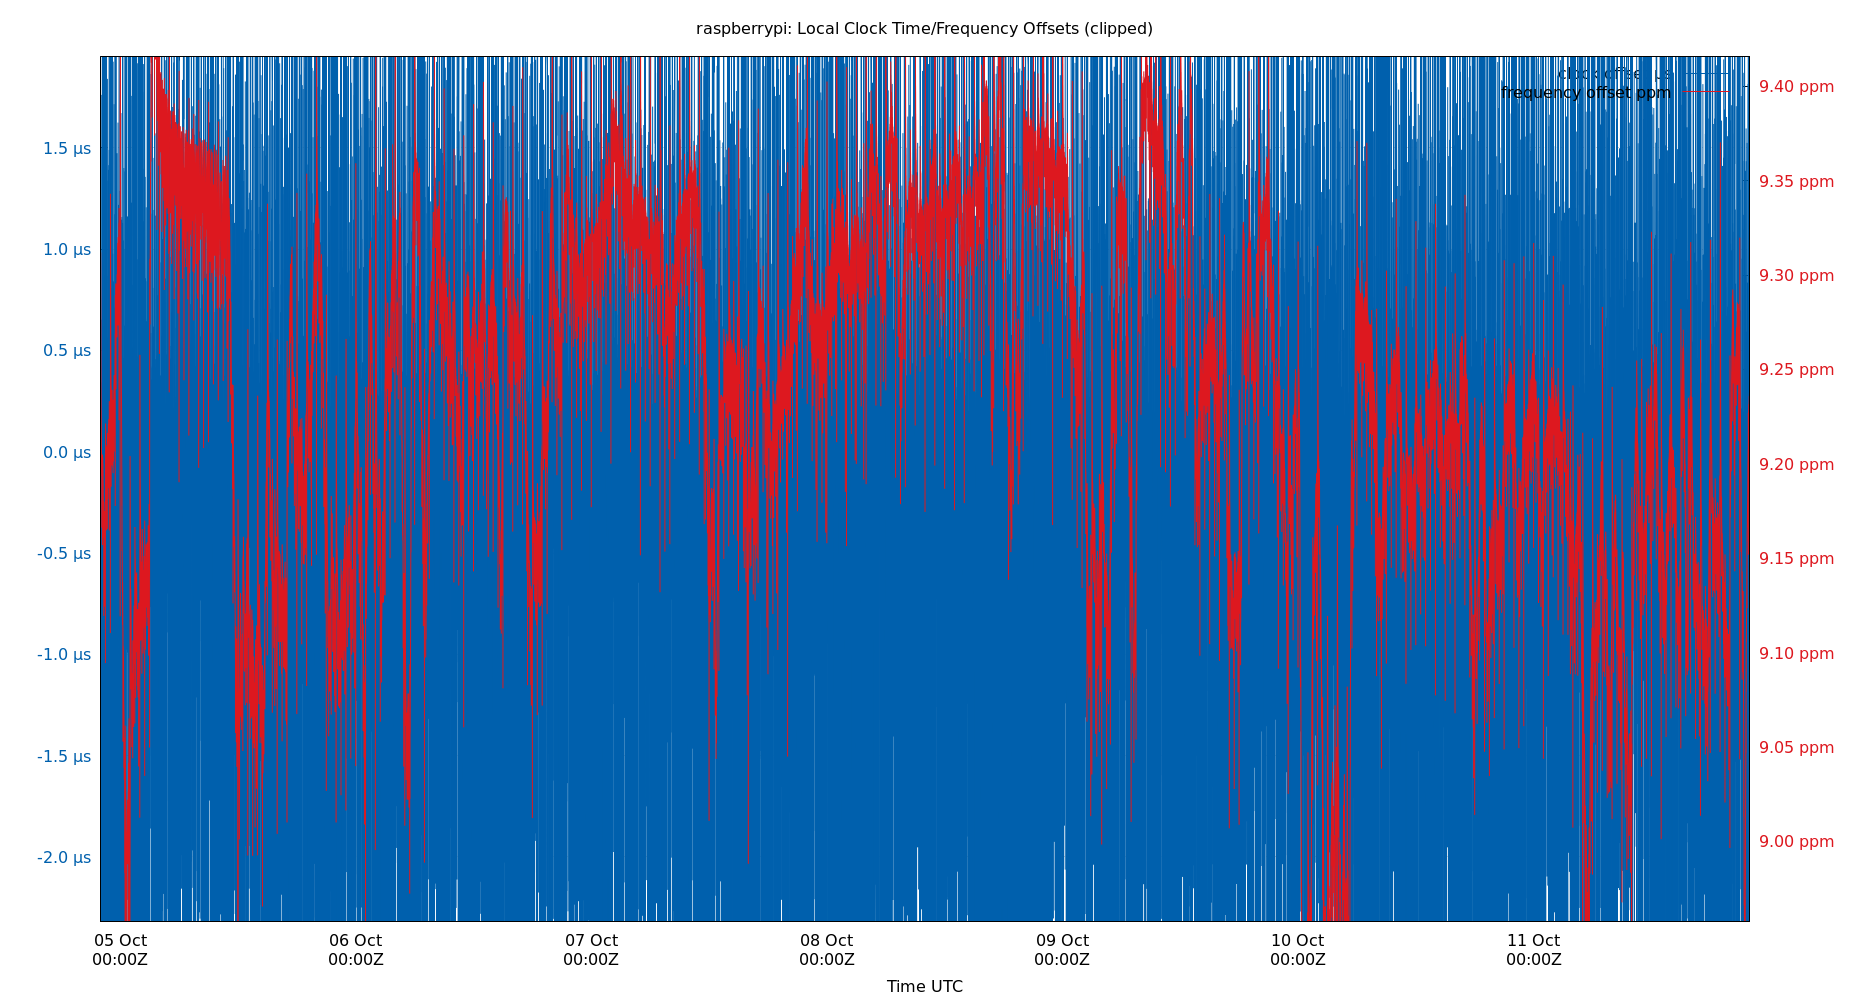 raspberrypi: Local Clock Time/Frequency Offsets (clipped)
clock offset μs
frequency offset ppm
1.5 μs
1.0 μs
0.5 μs
0.0 μs
-0.5 μs
-1.0 μs
-1.5 μs
-2.0 μs
9.40 ppm
9.35 ppm
9.30 ppm
9.25 ppm
9.20 ppm
9.15 ppm
9.10 ppm
9.05 ppm
9.00 ppm
05 Oct
00:00Z
06 Oct
00:00Z
07 Oct
00:00Z
08 Oct
00:00Z
09 Oct
00:00Z
10 Oct
00:00Z
11 Oct
00:00Z
Time UTC